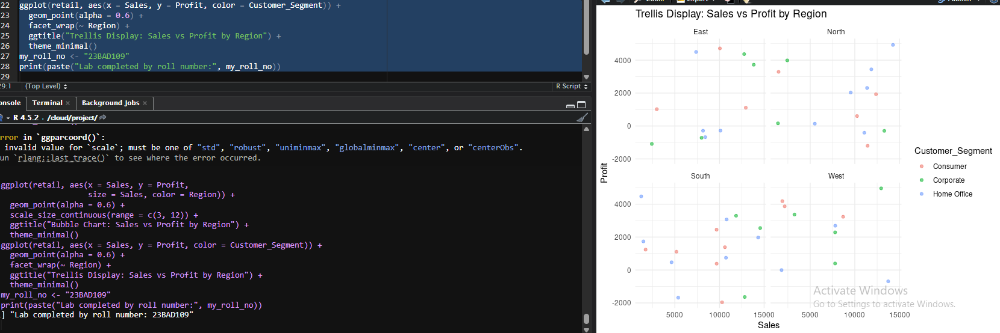 22 ggplot(retail, aes(x = Sales, y = Profit, color = Customer_Segment)) +
23   geom_point(alpha = 0.6) +
24   facet_wrap(~ Region) +
25   ggtitle("Trellis Display: Sales vs Profit by Region") +
26   theme_minimal()
27 my_roll_no <- "23BAD109"
28 print(paste("Lab completed by roll number:", my_roll_no))
29
29:1 (Top Level) R Script
onsole Terminal × Background Jobs ×
R 4.5.2 · /cloud/project/
rror in `ggparcoord()`:
invalid value for `scale`; must be one of "std", "robust", "uniminmax", "globalminmax", "center", or "centerObs".
un `rlang::last_trace()` to see where the error occurred.
ggplot(retail, aes(x = Sales, y = Profit,
size = Sales, color = Region)) +
geom_point(alpha = 0.6) +
scale_size_continuous(range = c(3, 12)) +
ggtitle("Bubble Chart: Sales vs Profit by Region") +
theme_minimal()
ggplot(retail, aes(x = Sales, y = Profit, color = Customer_Segment)) +
geom_point(alpha = 0.6) +
facet_wrap(~ Region) +
ggtitle("Trellis Display: Sales vs Profit by Region") +
theme_minimal()
my_roll_no <- "23BAD109"
print(paste("Lab completed by roll number:", my_roll_no))
] "Lab completed by roll number: 23BAD109"
Trellis Display: Sales vs Profit by Region
East North
4000
2000
0
-2000
South West
4000
2000
0
-2000
5000 10000 15000 5000 10000 15000
Profit
Sales
Customer_Segment
Consumer
Corporate
Home Office
Activate Windows
Go to Settings to activate Windows.